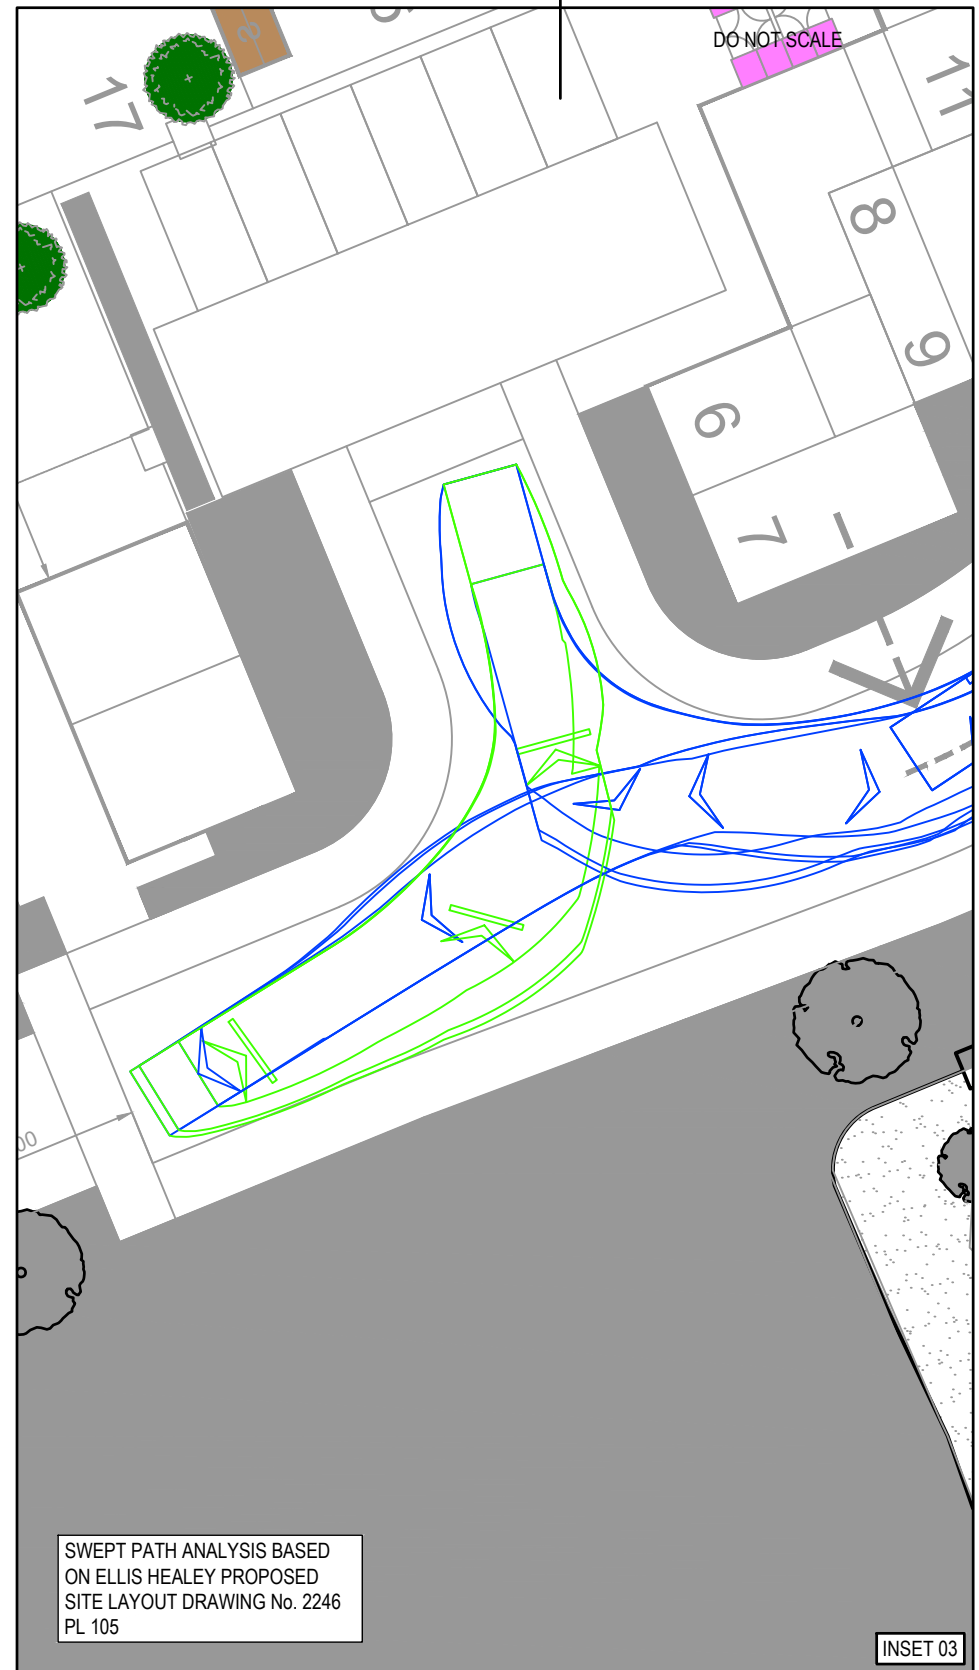 DO NOT SCALE
17
11
8
9
6
7
00
SWEPT PATH ANALYSIS BASED
ON ELLIS HEALEY PROPOSED
SITE LAYOUT DRAWING No. 2246
PL 105
INSET 03